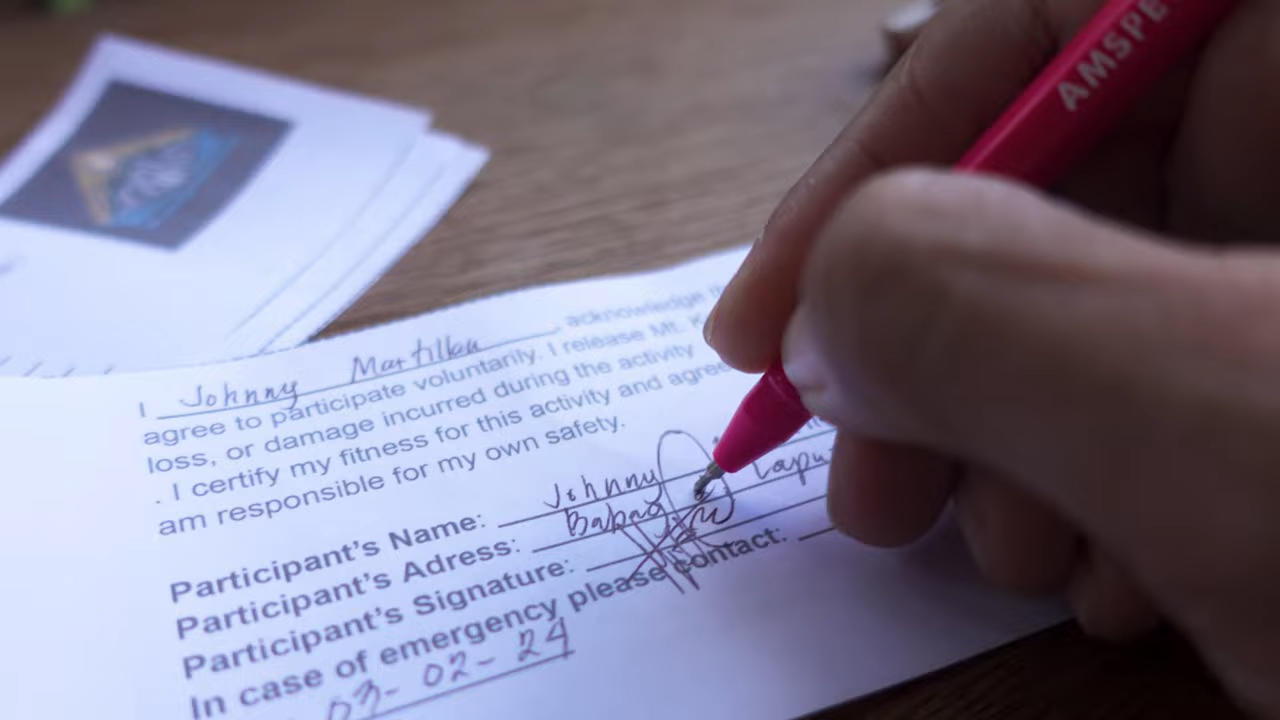 AMSPE
I Johnny Martillan, acknowledge
agree to participate voluntarily. I release Mt. K
loss, or damage incurred during the activity
. I certify my fitness for this activity and agree
am responsible for my own safety.
Participant's Name: Johnny
Participant's Adress: Babag Lapu
Participant's Signature:
In case of emergency please contact:
03-02-24